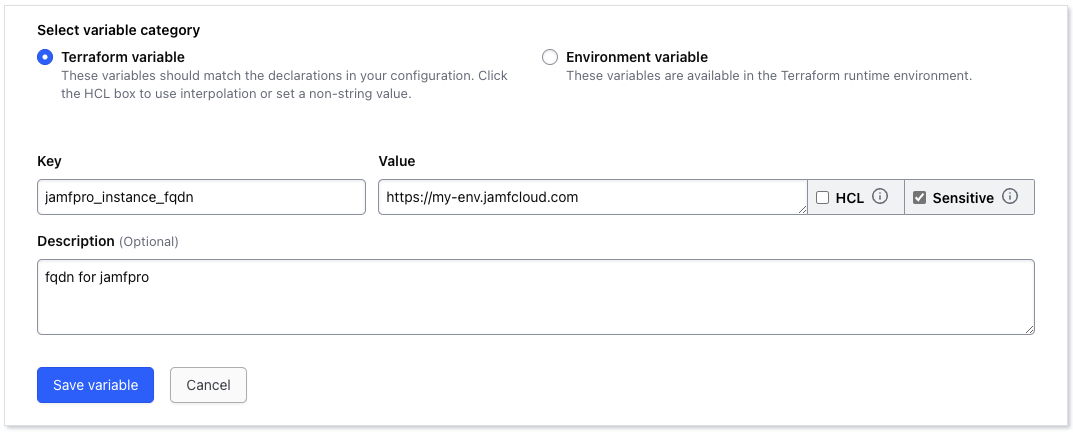 Select variable category
Terraform variable
These variables should match the declarations in your configuration. Click
the HCL box to use interpolation or set a non-string value.
Environment variable
These variables are available in the Terraform runtime environment.
Key
jamfpro_instance_fqdn
Value
https://my-env.jamfcloud.com
HCL
Sensitive
Description (Optional)
fqdn for jamfpro
Save variable
Cancel